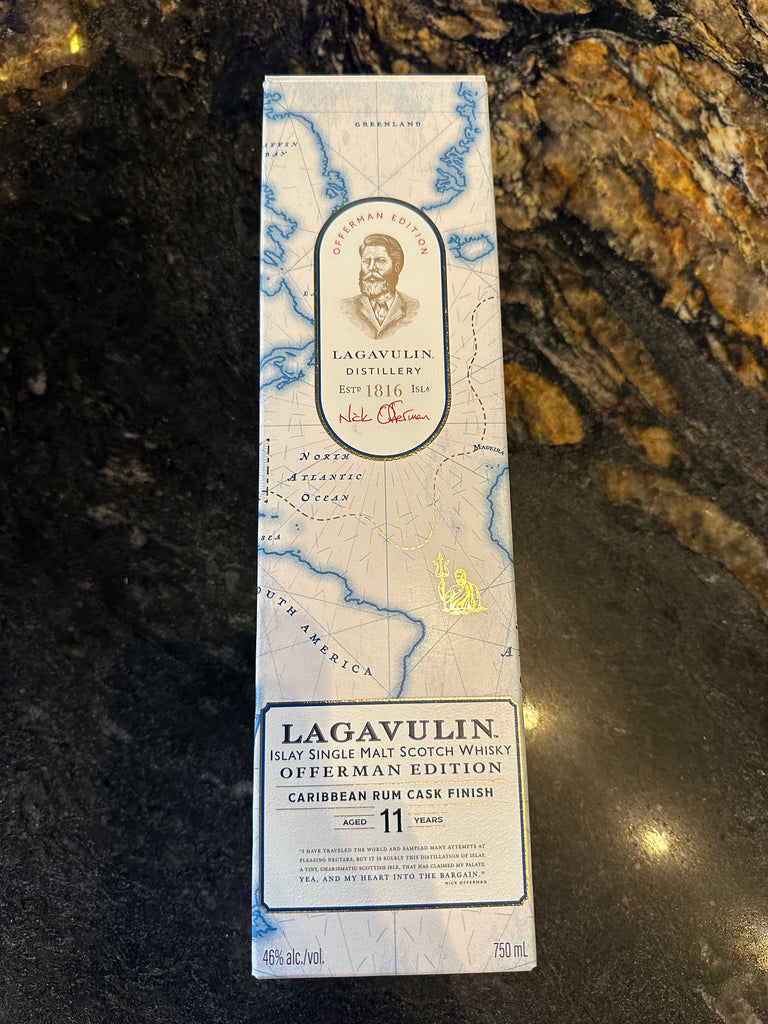 GREENLAND
AFFIN
BAY
OFFERMAN EDITION
LAGAVULIN
DISTILLERY
ESTD 1816 ISLA
Nick Offerman
MADEIRA
NORTH
ATLANTIC
OCEAN
SEA
OUTH AMERICA
A
LAGAVULIN™
ISLAY SINGLE MALT SCOTCH WHISKY
OFFERMAN EDITION
CARIBBEAN RUM CASK FINISH
AGED 11 YEARS
"I HAVE TRAVELED THE WORLD AND SAMPLED MANY ATTEMPTS AT
PLEASING NECTARS, BUT IT IS SOLELY THIS DISTILLATION OF ISLAY,
A TINY, CHARISMATIC SCOTTISH ISLE, THAT HAS CLAIMED MY PALATE.
YEA, AND MY HEART INTO THE BARGAIN."
NICK OFFERMAN
46% alc./vol. 750 mL